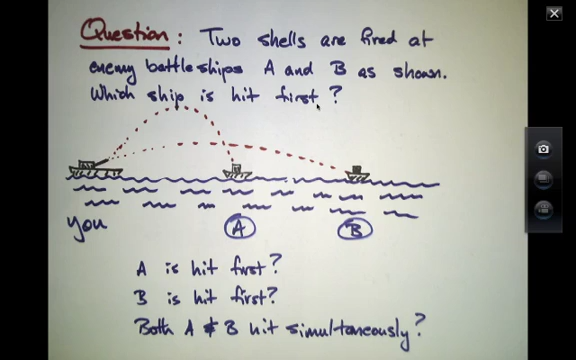 Question: Two shells are fired at
enemy battleships A and B as shown.
Which ship is hit first?
you
A
B
A is hit first?
B is hit first?
Both A & B hit simultaneously?